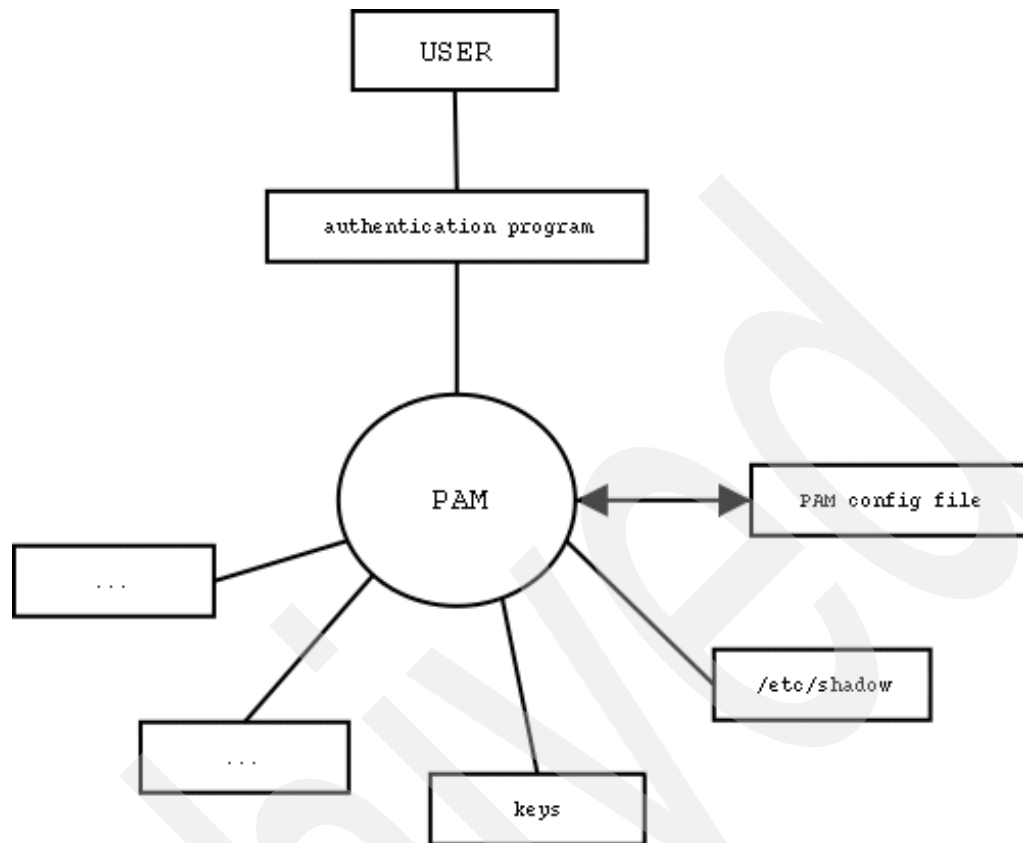 USER
authentication program
PAM
PAM config file
...
/etc/shadow
...
keys